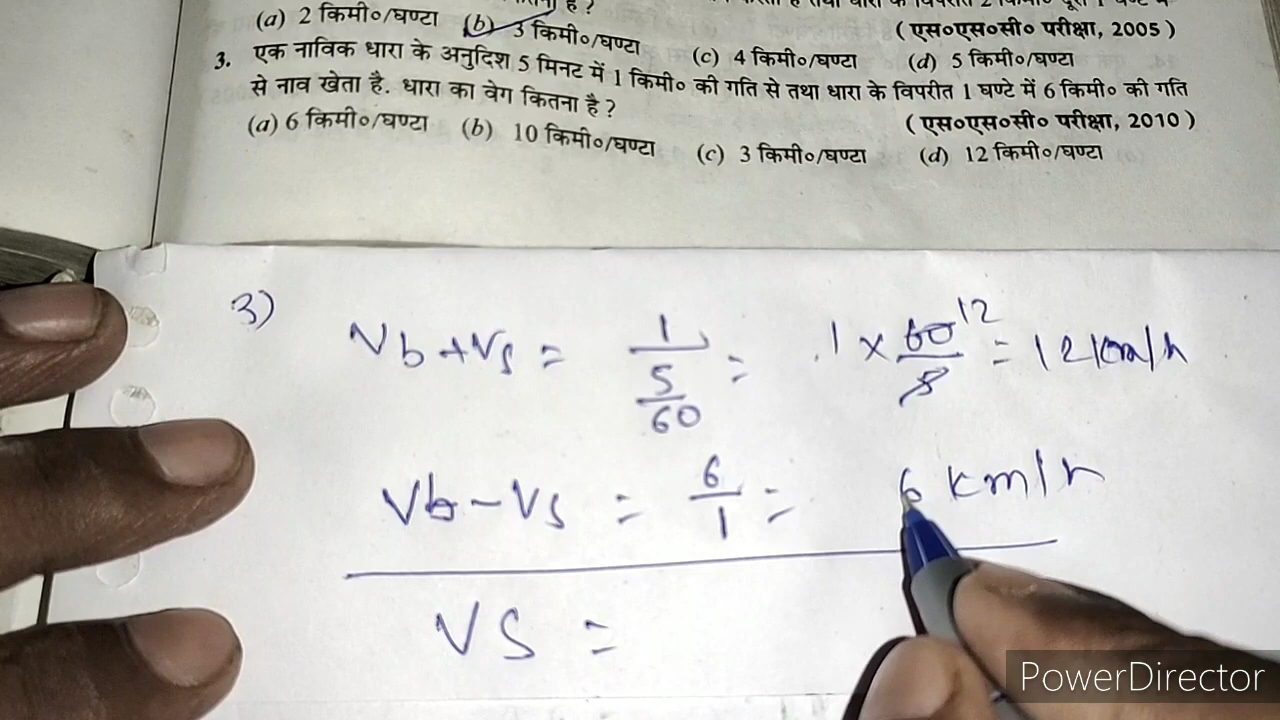 है ?
(a) 2 किमी०/घण्टा (b) 3 किमी०/घण्टा (c) 4 किमी०/घण्टा (d) 5 किमी०/घण्टा
( एस०एस०सी० परीक्षा, 2005 )
3. एक नाविक धारा के अनुदिश 5 मिनट में 1 किमी० की गति से तथा धारा के विपरीत 1 घण्टे में 6 किमी० की गति
से नाव खेता है. धारा का वेग कितना है ?
( एस०एस०सी० परीक्षा, 2010 )
(a) 6 किमी०/घण्टा (b) 10 किमी०/घण्टा (c) 3 किमी०/घण्टा (d) 12 किमी०/घण्टा
3)
Vb+Vs = 1/(5/60) = 1 × 60/5 12 = 12 km/h
Vb-Vs = 6/1 = 6 km/h
VS =
PowerDirector